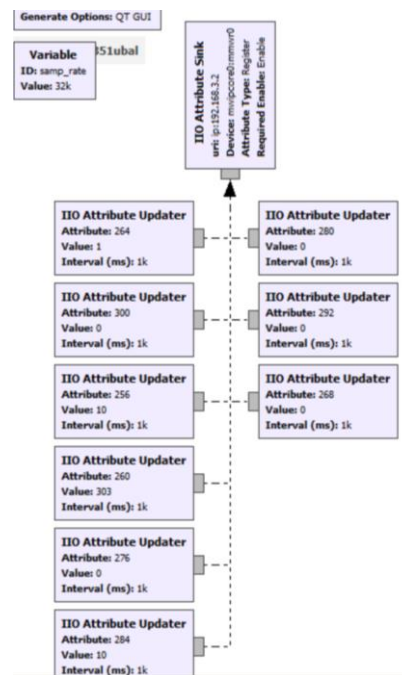 Generate Options: QT GUI
Variable
ID: samp_rate
Value: 32k
351ubal
IIO Attribute Sink
uri: ip:192.168.3.2
Device: mwipcore0:mmwr0
Attribute Type: Register
Required Enable: Enable
IIO Attribute Updater
Attribute: 264
Value: 1
Interval (ms): 1k
IIO Attribute Updater
Attribute: 280
Value: 0
Interval (ms): 1k
IIO Attribute Updater
Attribute: 300
Value: 0
Interval (ms): 1k
IIO Attribute Updater
Attribute: 292
Value: 0
Interval (ms): 1k
IIO Attribute Updater
Attribute: 256
Value: 10
Interval (ms): 1k
IIO Attribute Updater
Attribute: 268
Value: 0
Interval (ms): 1k
IIO Attribute Updater
Attribute: 260
Value: 303
Interval (ms): 1k
IIO Attribute Updater
Attribute: 276
Value: 0
Interval (ms): 1k
IIO Attribute Updater
Attribute: 284
Value: 10
Interval (ms): 1k